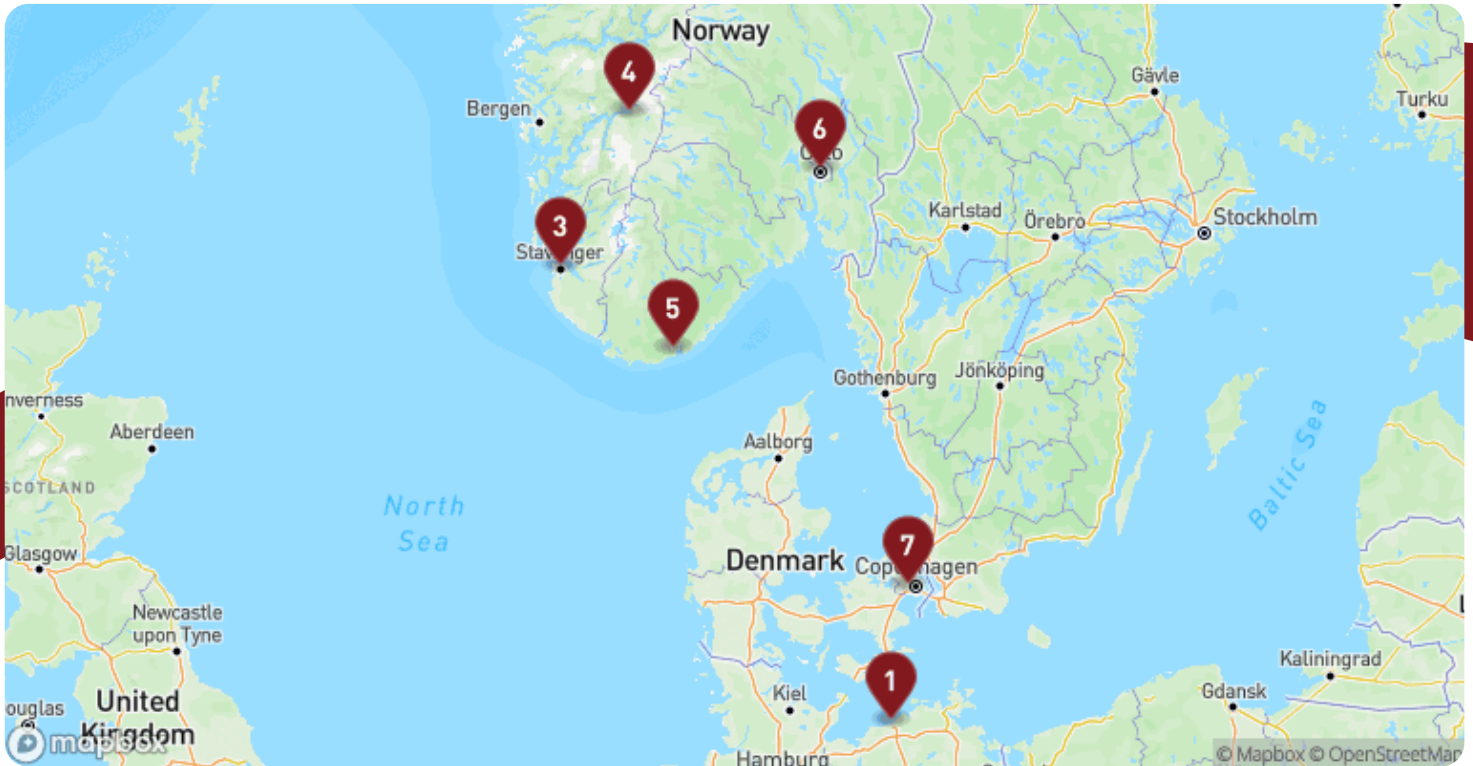 Norway
4
Gävle
Bergen
Turku
6
Karlstad
Örebro
Stockholm
3
5
Gothenburg
Jönköping
nverness
Aberdeen
Aalborg
SCOTLAND
North
Sea
Baltic Sea
Glasgow
Denmark
7
Newcastle
upon Tyne
Kaliningrad
1
Kiel
Gdansk
United
Kingdom
ouglas
mapbox
Hamburg
© Mapbox © OpenStreetMap